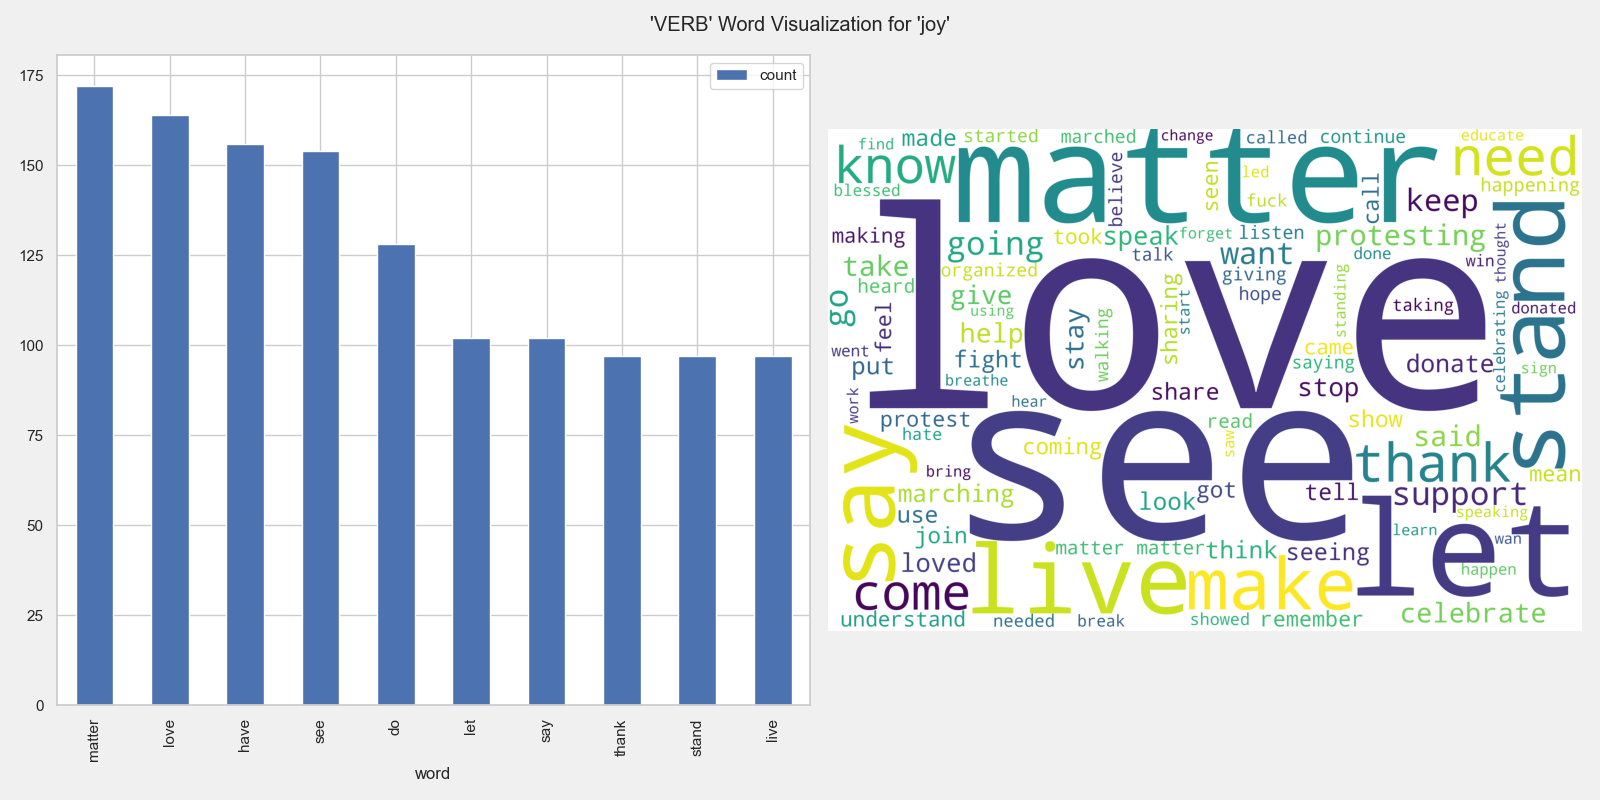 'VERB' Word Visualization for 'joy'
count
175
150
125
100
75
50
25
0
matter
love
have
see
do
let
say
thank
stand
live
word
find made started marched change called continue educate
know matter need
blessed believe seen led fuck call keep happening
making going took speak forget listen protesting
take organized talk want done win thought
heard giving
go give using sharing start hope standing taking donated
feel help stay walking
went put fight came saying donate celebrating sign
love
breathe share stop
work hear
protest hate read show said stand
say see coming saw thank mean
bring marching look got tell support
use join speaking
learn wan
loved live matter matter think seeing let happen
come make
understand needed break showed remember celebrate